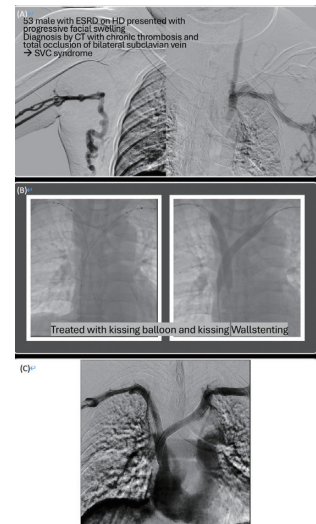 (A)↵
53 male with ESRD on HD presented with
progressive facial swelling
Diagnosis by CT with chronic thrombosis and
total occlusion of bilateral subclavian vein
→ SVC syndrome
(B)↵
Treated with kissing balloon and kissing Wallstenting
(C)↵